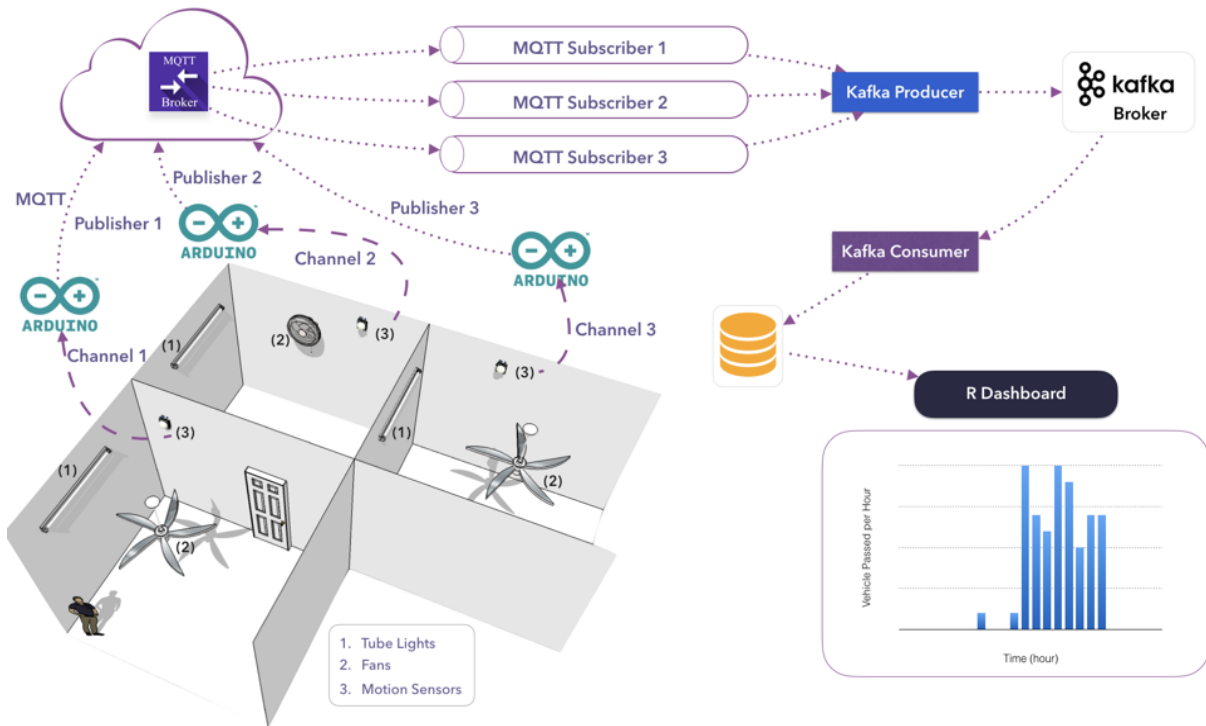 MQTT
Broker
MQTT Subscriber 1
MQTT Subscriber 2
MQTT Subscriber 3
Kafka Producer
kafka
Broker
MQTT
Publisher 1
Publisher 2
Publisher 3
ARDUINO
ARDUINO
ARDUINO
Channel 1
Channel 2
Channel 3
Kafka Consumer
R Dashboard
(1)
(2)
(3)
(3)
(1)
(3)
(1)
(2)
(2)
1. Tube Lights
2. Fans
3. Motion Sensors
Vehicle Passed per Hour
Time (hour)